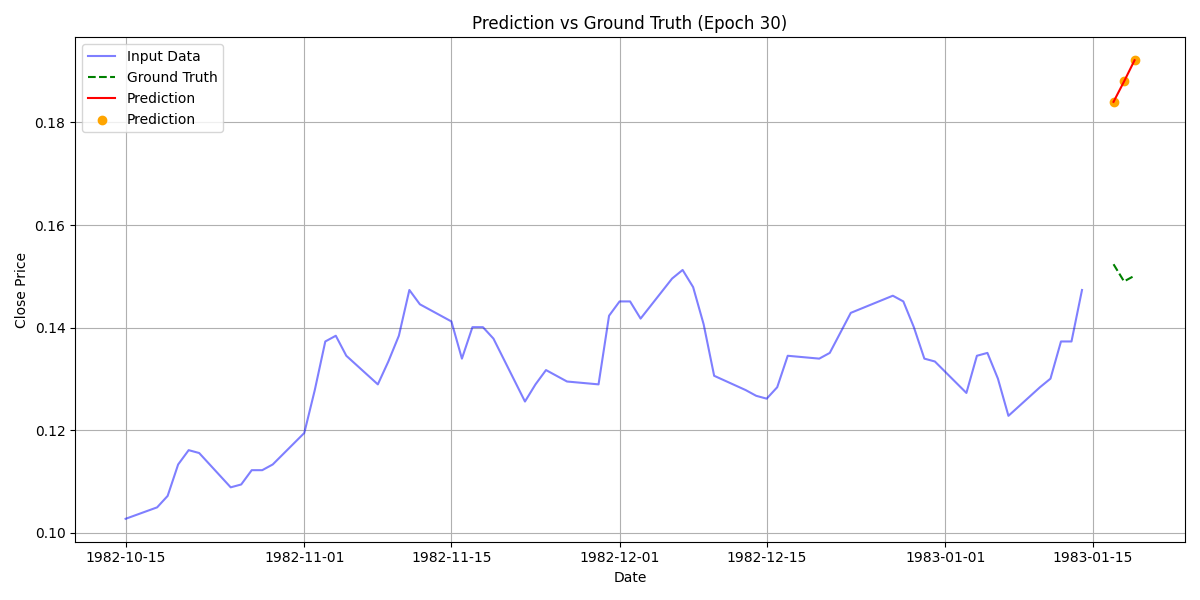 Prediction vs Ground Truth (Epoch 30)
Input Data
Ground Truth
Prediction
Prediction
Close Price
0.18
0.16
0.14
0.12
0.10
1982-10-15
1982-11-01
1982-11-15
1982-12-01
1982-12-15
1983-01-01
1983-01-15
Date